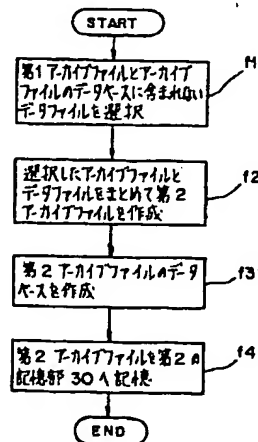 START
第1アーカイブファイルとアーカイブ
ファイルのデータベースに含まれない
データファイルを選択
f1
選択したアーカイブファイルと
データファイルをまとめて第2
アーカイブファイルを作成
f2
第2アーカイブファイルのデータ
ベースを作成
f3
第2アーカイブファイルを第2の
記憶部30へ記憶
f4
END